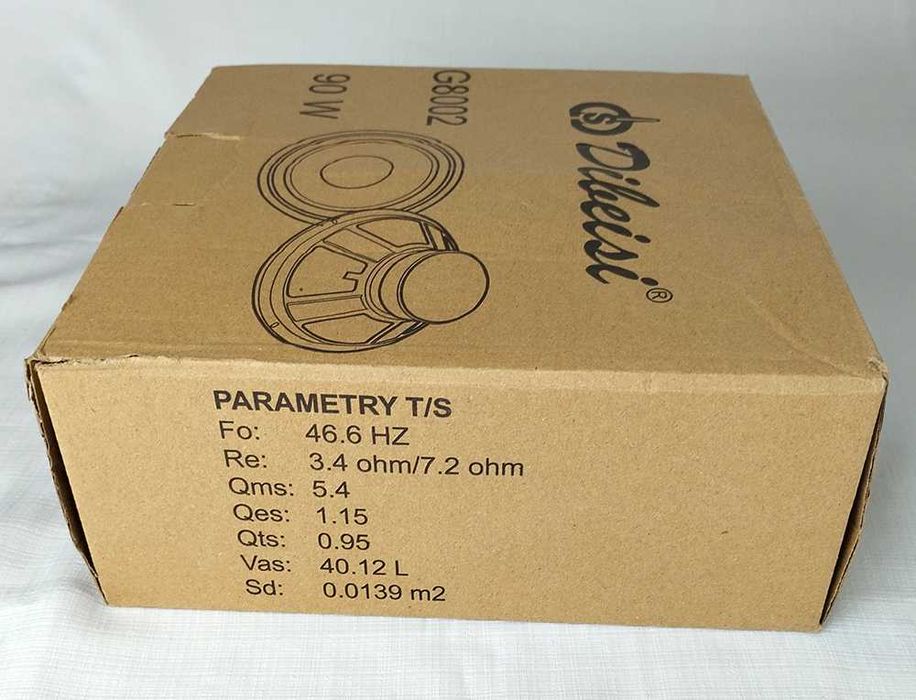 Dibeisi®
G8002
90 W
PARAMETRY T/S
Fo: 46.6 HZ
Re: 3.4 ohm/7.2 ohm
Qms: 5.4
Qes: 1.15
Qts: 0.95
Vas: 40.12 L
Sd: 0.0139 m2